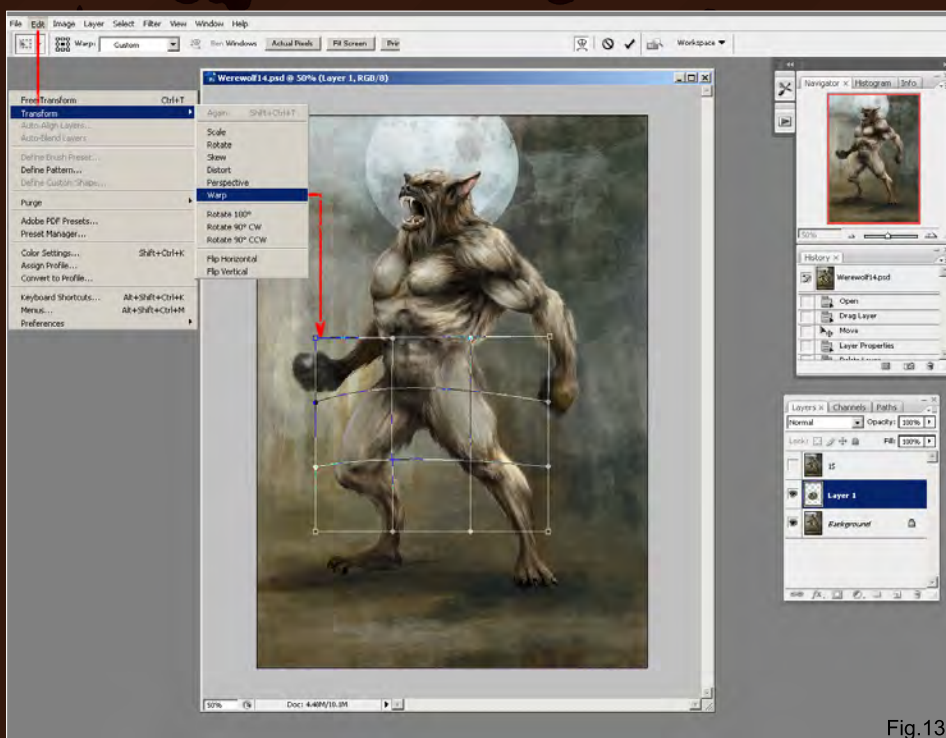 File Edit Image Layer Select Filter View Window Help
Warp: Custom Windows Actual Pixels Fit Screen Workspace
Werewolf14.psd @ 50% (Layer 1, RGB/8)
Free Transform Ctrl+T
Transform
Auto-Align Layers...
Auto-Blend Layers
Define Brush Preset...
Define Pattern...
Define Custom Shape...
Purge
Adobe PDF Presets...
Preset Manager...
Color Settings... Shift+Ctrl+K
Assign Profile...
Convert to Profile...
Keyboard Shortcuts... Alt+Shift+Ctrl+K
Menus... Alt+Shift+Ctrl+M
Preferences
Again Shift+Ctrl+T
Scale
Rotate
Skew
Distort
Perspective
Warp
Rotate 180°
Rotate 90° CW
Rotate 90° CCW
Flip Horizontal
Flip Vertical
Navigator × Histogram Info
50%
History ×
Werewolf14.psd
Open
Drag Layer
Move
Layer Properties
Delete Layer
Layers × Channels Paths
Normal Opacity: 100%
Lock: Fill: 100%
15
Layer 1
Background
50% Doc: 4.40M/10.1M
Fig.13